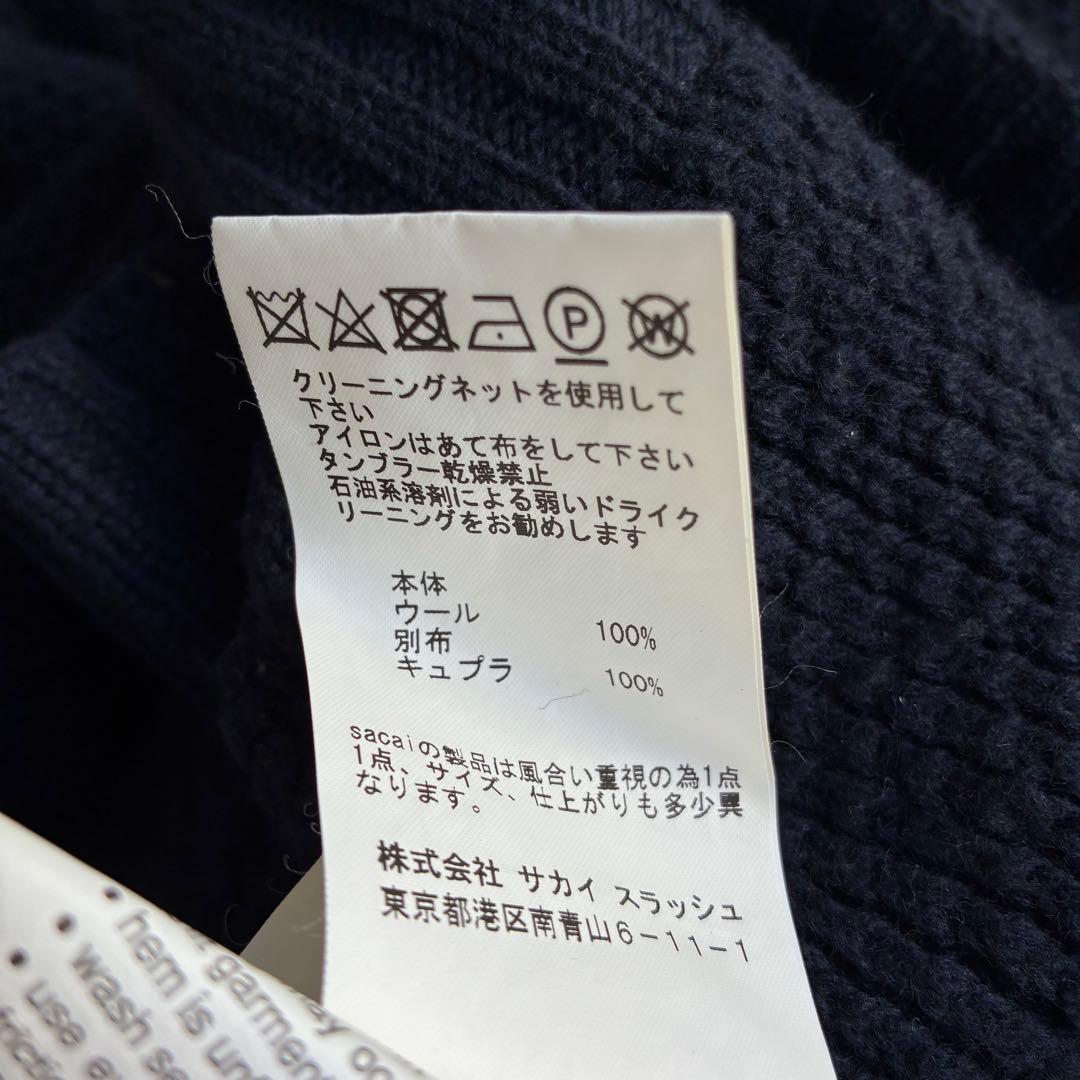 P
W
クリーニングネットを使用して
下さい
アイロンはあて布をして下さい
タンブラー乾燥禁止
石油系溶剤による弱いドライク
リーニングをお勧めします
本体
ウール 100%
別布
キュプラ 100%
sacaiの製品は風合い重視の為1点
1点、サイズ、仕上がりも多少異
なります。
株式会社 サカイ スラッシュ
東京都港区南青山6-11-1
garment
• hem is
• wash
• use